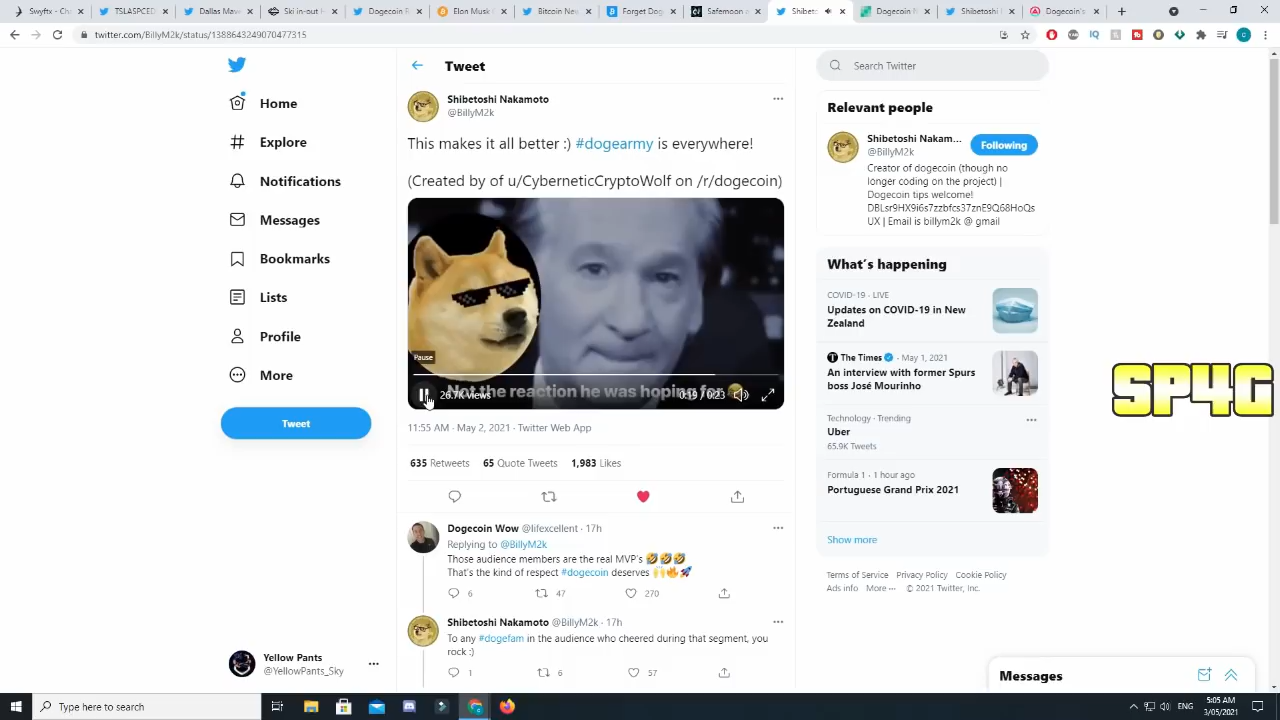 Swyftx - Cr
TSLASPCED
Dallas Mave
Ski in-out H
Dogecoin D
Elon Musk
Bitcoin New
Forget Dog
Safemoon
Shibetos
Dogecoin F
Shibetoshi N
Dogecoin's
twitter.com/BillyM2k/status/1388643249070477315
Home
Explore
Notifications
Messages
Bookmarks
Lists
Profile
More
Tweet
Yellow Pants
@YellowPants_Sky
Tweet
Shibetoshi Nakamoto
@BillyM2k
This makes it all better :) #dogearmy is everywhere!
(Created by of u/CyberneticCryptoWolf on /r/dogecoin)
Pause
Not the reaction he was hoping for
26.7K views
0:19 / 0:23
11:55 AM · May 2, 2021 · Twitter Web App
635 Retweets 65 Quote Tweets 1,983 Likes
Dogecoin Wow @lifexcellent · 17h
Replying to @BillyM2k
Those audience members are the real MVP's 🤣🤣🤣
That's the kind of respect #dogecoin deserves 🙌🔥🚀
6 47 270
Shibetoshi Nakamoto @BillyM2k · 17h
To any #dogefam in the audience who cheered during that segment, you
rock :)
1 6 57
Search Twitter
Relevant people
Shibetoshi Nakam...
@BillyM2k
Following
Creator of dogecoin (though no
longer coding on the project) |
Dogecoin tips welcome!
DBLsr9HX9i6s7zzbfcs37znE9Q68HoQs
UX | Email is billym2k @ gmail
What's happening
COVID-19 · LIVE
Updates on COVID-19 in New
Zealand
The Times · May 1, 2021
An interview with former Spurs
boss José Mourinho
Technology · Trending
Uber
65.9K Tweets
Formula 1 · 1 hour ago
Portuguese Grand Prix 2021
Show more
Terms of Service Privacy Policy Cookie Policy
Ads info More ··· © 2021 Twitter, Inc.
SP4G
Messages
Type here to search
ENG
5:05 AM
3/05/2021